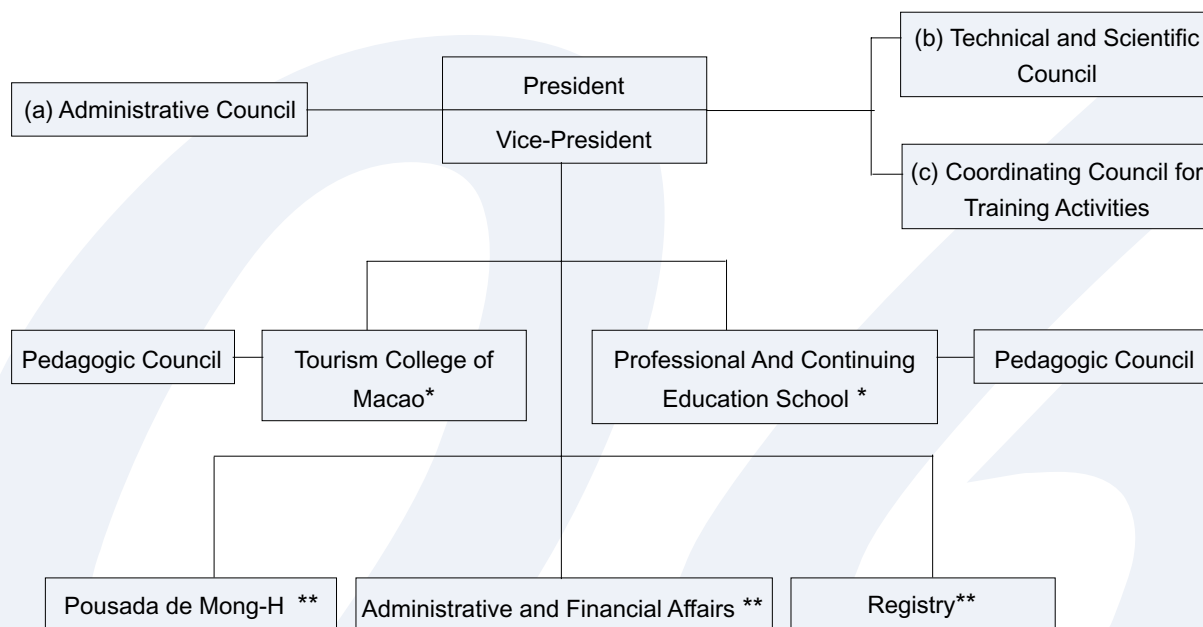 President
Vice-President
(a) Administrative Council
(b) Technical and Scientific
Council
(c) Coordinating Council for
Training Activities
Pedagogic Council
Tourism College of
Macao*
Professional And Continuing
Education School *
Pedagogic Council
Pousada de Mong-H **
Administrative and Financial Affairs **
Registry**